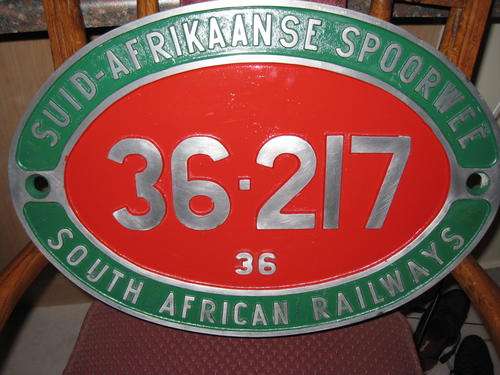 SUID-AFRIKAANSE SPOORWEË
36·217
36
SOUTH AFRICAN RAILWAYS